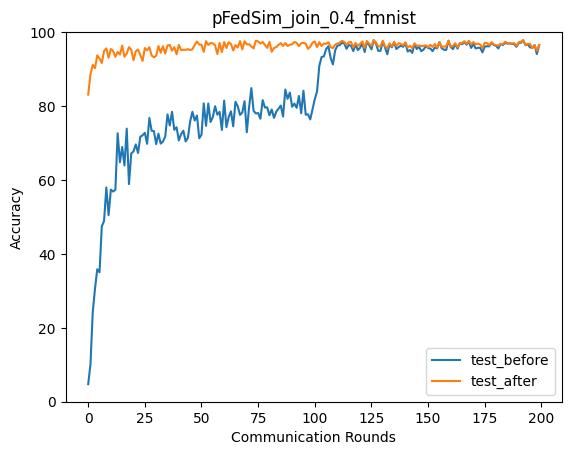 pFedSim_join_0.4_fmnist
100
80
60
40
20
0
Accuracy
0 25 50 75 100 125 150 175 200
Communication Rounds
test_before
test_after